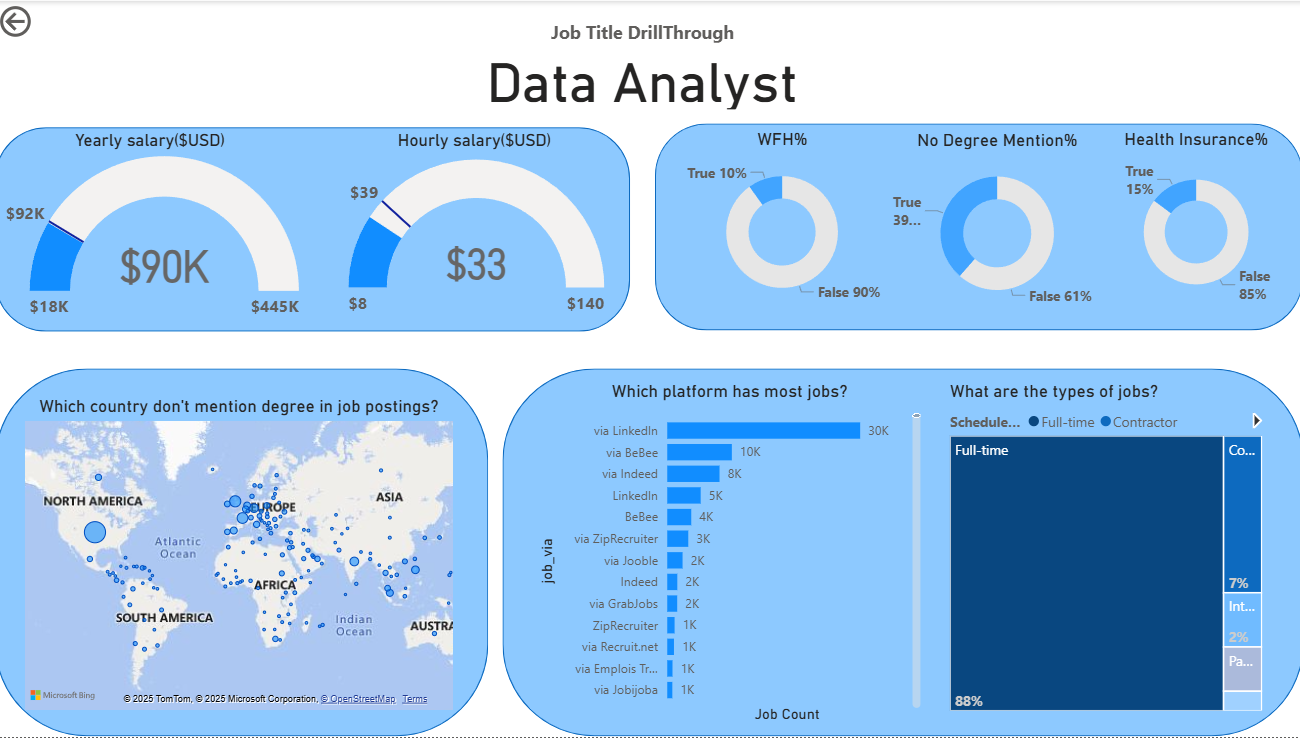 Job Title DrillThrough
Data Analyst
Yearly salary($USD)
$92K
$90K
$18K
$445K
Hourly salary($USD)
$39
$33
$8
$140
WFH%
True 10%
False 90%
No Degree Mention%
True
39...
False 61%
Health Insurance%
True
15%
False
85%
Which country don't mention degree in job postings?
NORTH AMERICA
EUROPE
ASIA
Atlantic
Ocean
AFRICA
SOUTH AMERICA
Indian
Ocean
AUSTRA
Microsoft Bing
© 2025 TomTom, © 2025 Microsoft Corporation, © OpenStreetMap Terms
Which platform has most jobs?
job_via
via LinkedIn 30K
via BeBee 10K
via Indeed 8K
LinkedIn 5K
BeBee 4K
via ZipRecruiter 3K
via Jooble 2K
Indeed 2K
via GrabJobs 2K
ZipRecruiter 1K
via Recruit.net 1K
via Emplois Tr... 1K
via Jobijoba 1K
Job Count
What are the types of jobs?
Schedule... Full-time Contractor
Full-time
88%
Co...
7%
Int...
2%
Pa...